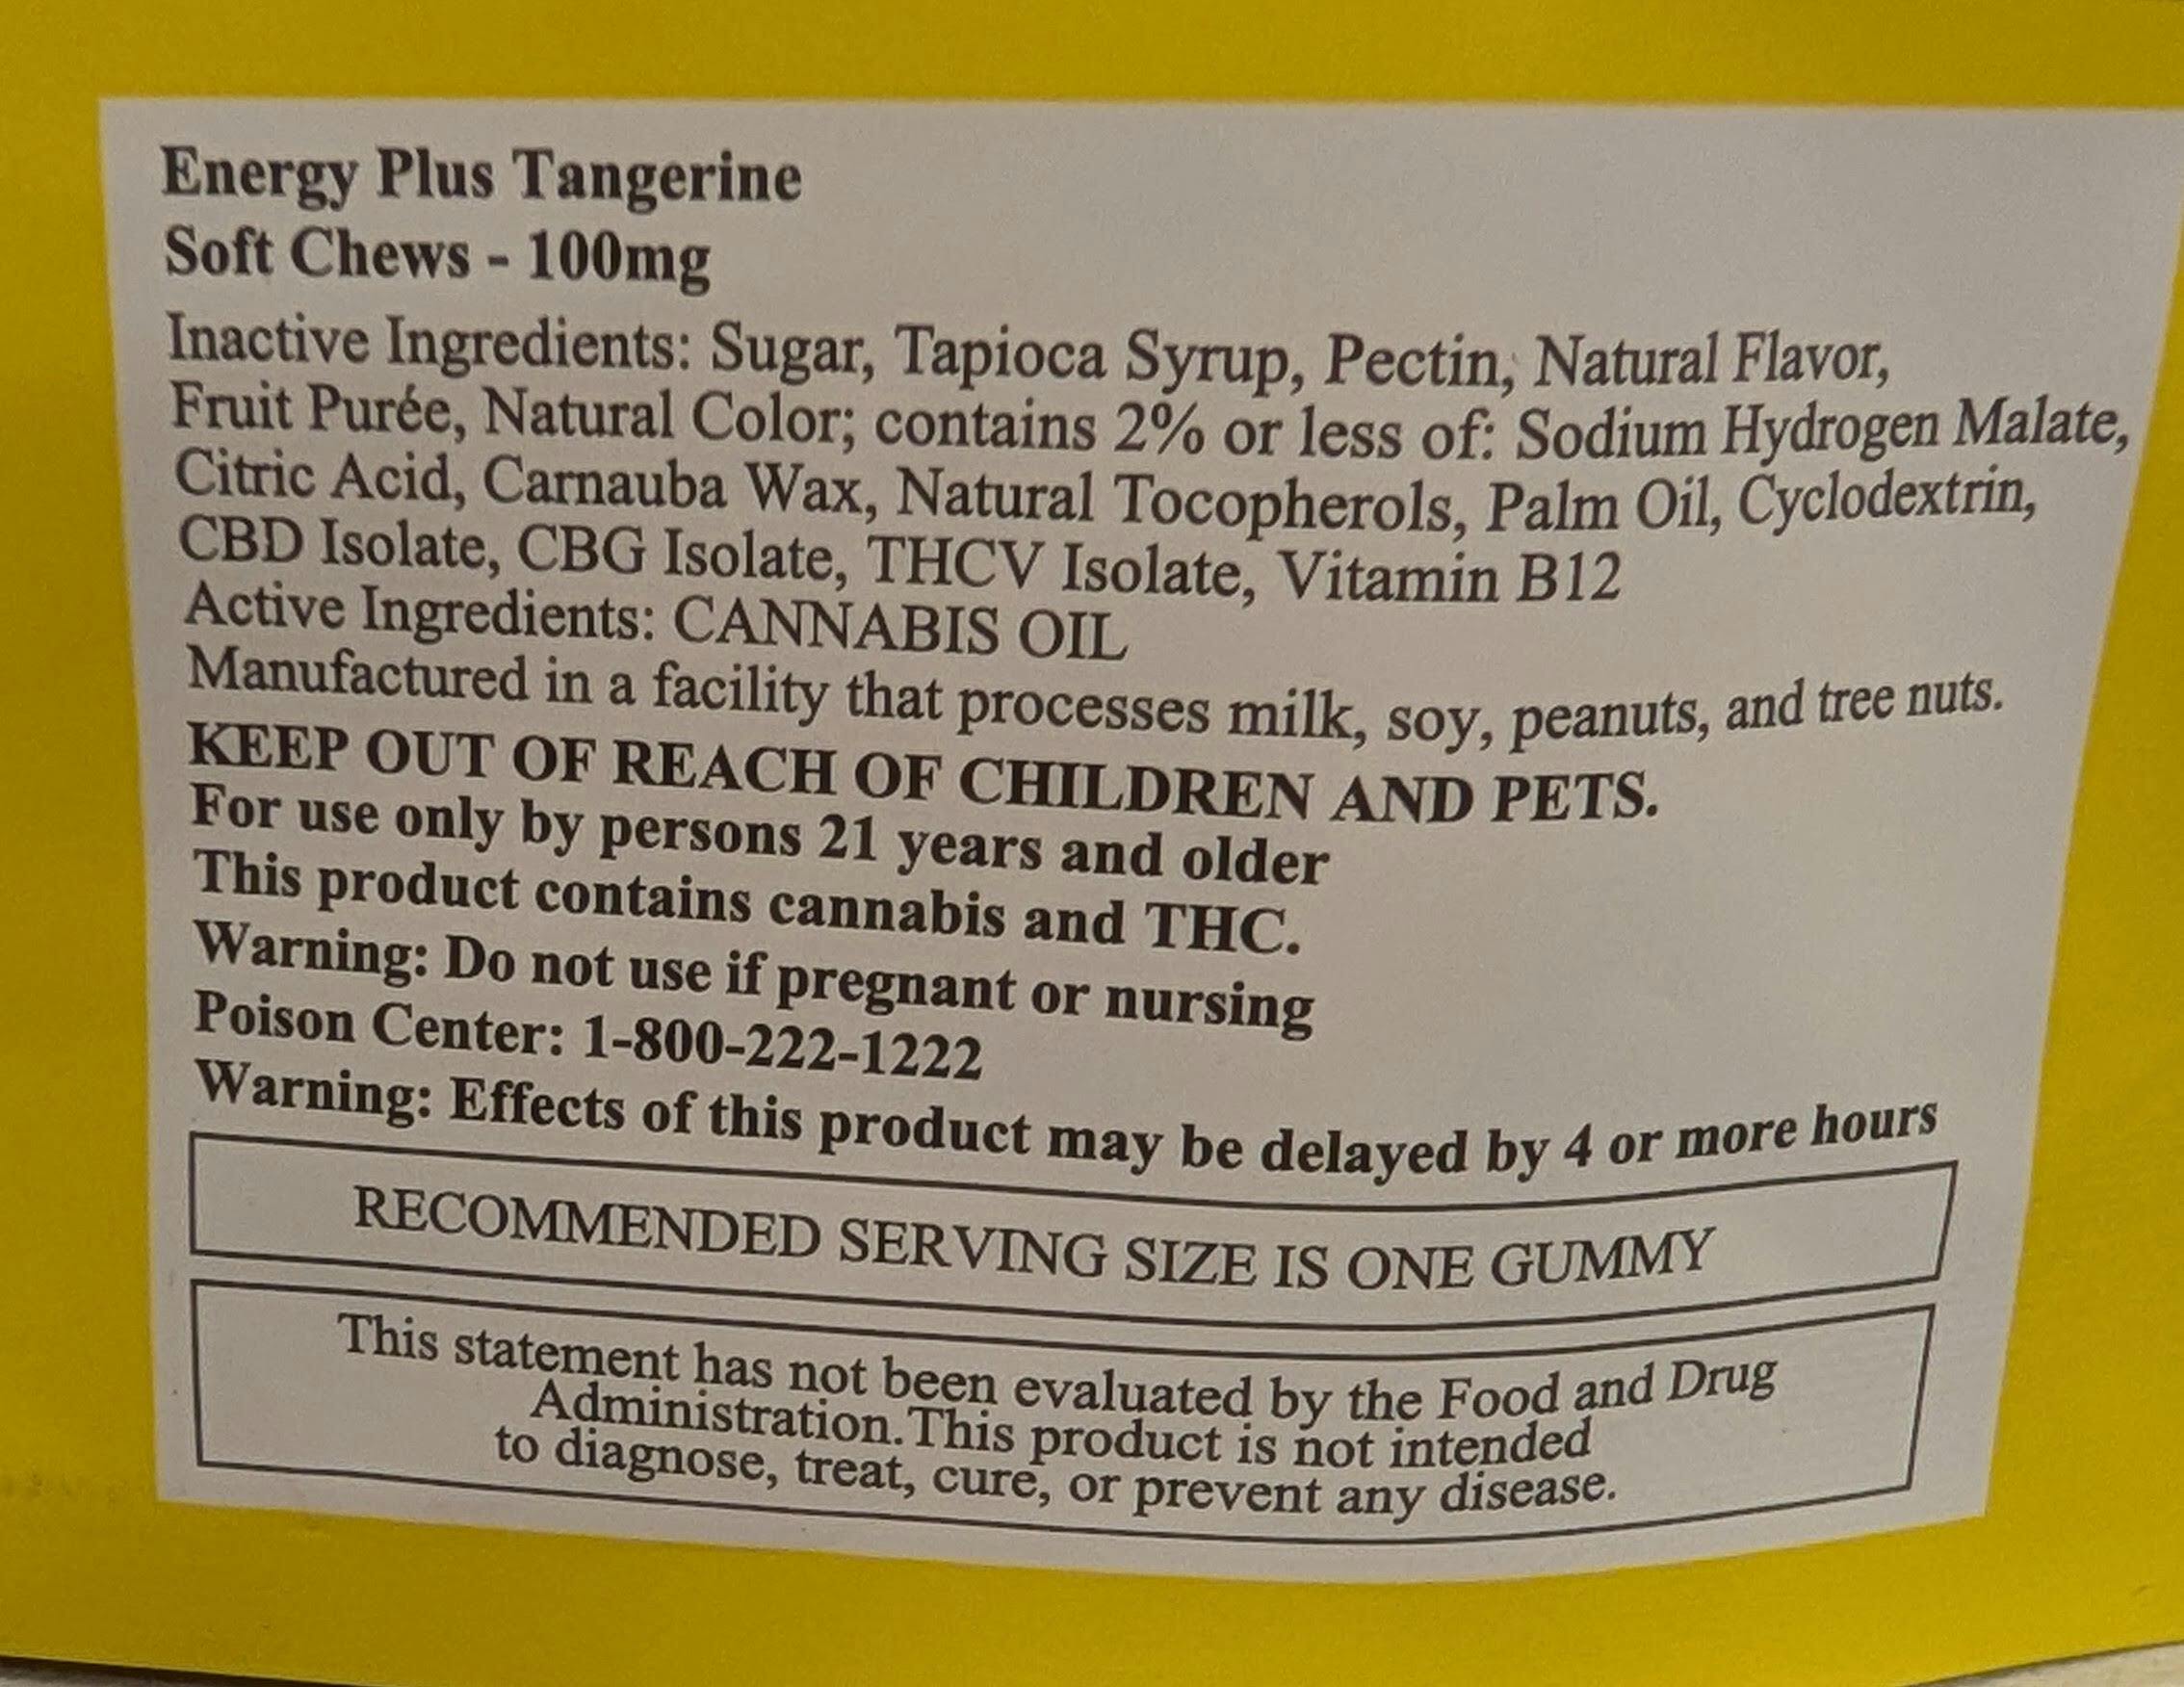 Energy Plus Tangerine
Soft Chews - 100mg
Inactive Ingredients: Sugar, Tapioca Syrup, Pectin, Natural Flavor,
Fruit Purée, Natural Color; contains 2% or less of: Sodium Hydrogen Malate,
Citric Acid, Carnauba Wax, Natural Tocopherols, Palm Oil, Cyclodextrin,
CBD Isolate, CBG Isolate, THCV Isolate, Vitamin B12
Active Ingredients: CANNABIS OIL
Manufactured in a facility that processes milk, soy, peanuts, and tree nuts.
KEEP OUT OF REACH OF CHILDREN AND PETS.
For use only by persons 21 years and older
This product contains cannabis and THC.
Warning: Do not use if pregnant or nursing
Poison Center: 1-800-222-1222
Warning: Effects of this product may be delayed by 4 or more hours
RECOMMENDED SERVING SIZE IS ONE GUMMY
This statement has not been evaluated by the Food and Drug
Administration.This product is not intended
to diagnose, treat, cure, or prevent any disease.